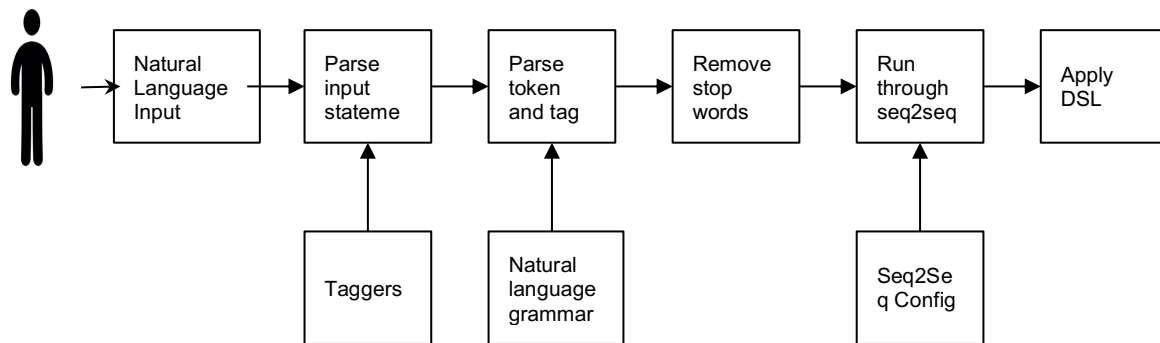 Natural
Language
Input
Parse
input
stateme
Parse
token
and tag
Remove
stop
words
Run
through
seq2seq
Apply
DSL
Taggers
Natural
language
grammar
Seq2Se
q Config